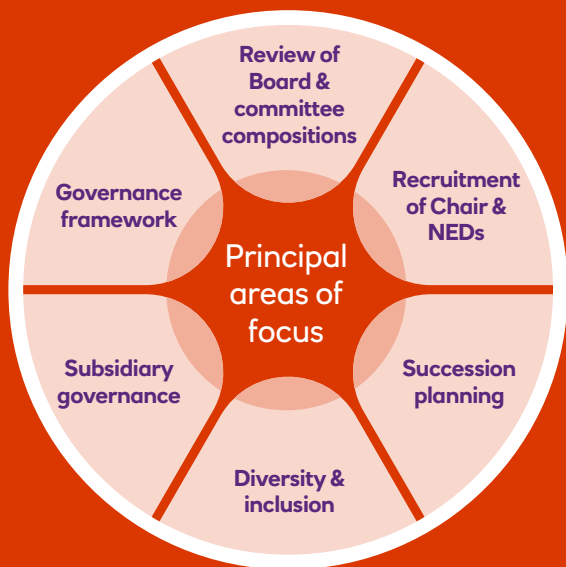 Review of
Board &
committee
compositions
Recruitment
of Chair &
NEDs
Succession
planning
Diversity &
inclusion
Subsidiary
governance
Governance
framework
Principal
areas of
focus